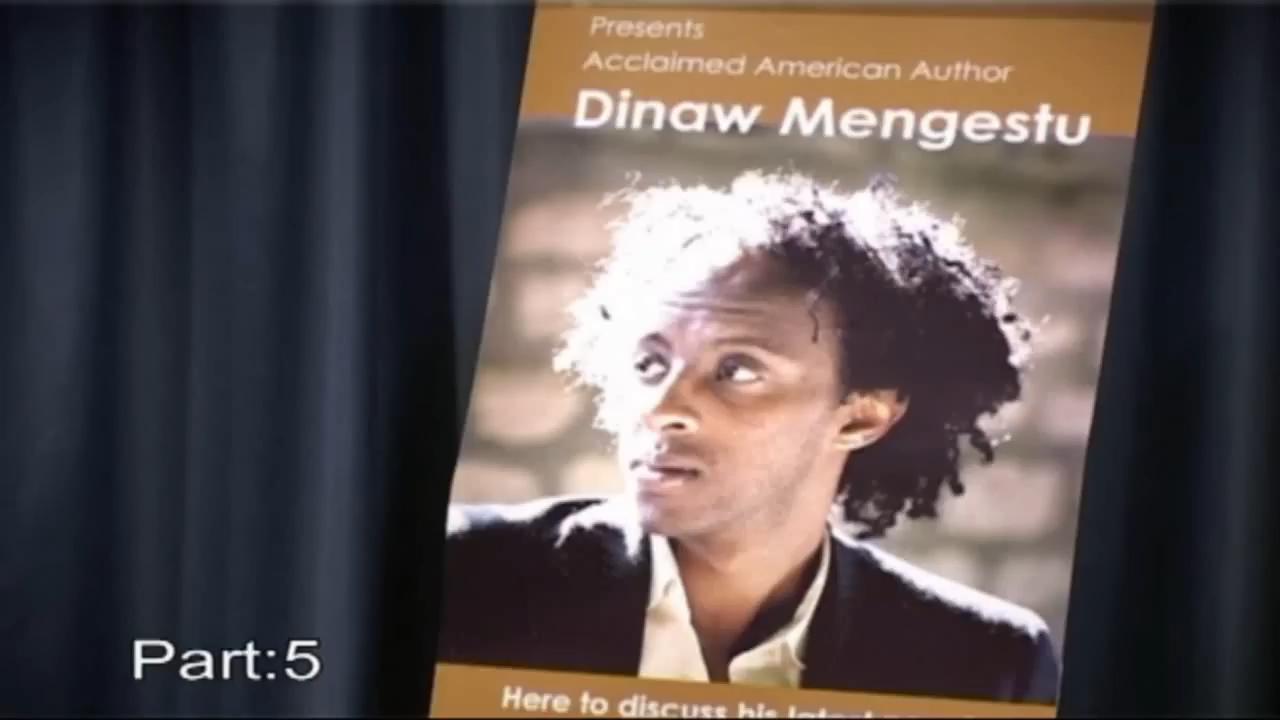 Presents
Acclaimed American Author
Dinaw Mengestu
Here to discuss his
Part:5